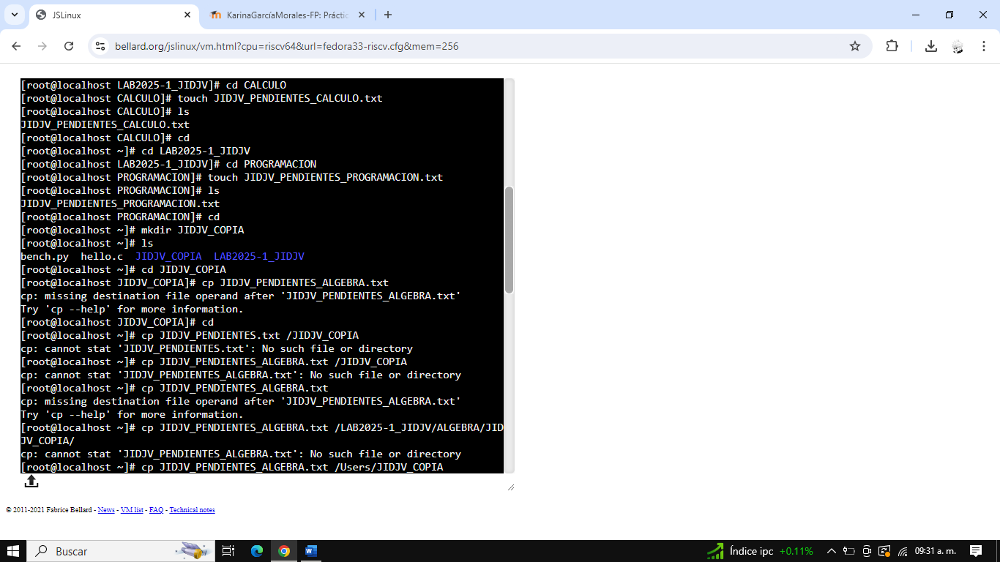 JSLinux
KarinaGarcíaMorales-FP: Práctic
bellard.org/jslinux/vm.html?cpu=riscv64&url=fedora33-riscv.cfg&mem=256
[root@localhost LAB2025-1_JIDJV]# cd CALCULO
[root@localhost CALCULO]# touch JIDJV_PENDIENTES_CALCULO.txt
[root@localhost CALCULO]# ls
JIDJV_PENDIENTES_CALCULO.txt
[root@localhost CALCULO]# cd
[root@localhost ~]# cd LAB2025-1_JIDJV
[root@localhost LAB2025-1_JIDJV]# cd PROGRAMACION
[root@localhost PROGRAMACION]# touch JIDJV_PENDIENTES_PROGRAMACION.txt
[root@localhost PROGRAMACION]# ls
JIDJV_PENDIENTES_PROGRAMACION.txt
[root@localhost PROGRAMACION]# cd
[root@localhost ~]# mkdir JIDJV_COPIA
[root@localhost ~]# ls
bench.py  hello.c  JIDJV_COPIA  LAB2025-1_JIDJV
[root@localhost ~]# cd JIDJV_COPIA
[root@localhost JIDJV_COPIA]# cp JIDJV_PENDIENTES_ALGEBRA.txt
cp: missing destination file operand after 'JIDJV_PENDIENTES_ALGEBRA.txt'
Try 'cp --help' for more information.
[root@localhost JIDJV_COPIA]# cd
[root@localhost ~]# cp JIDJV_PENDIENTES.txt /JIDJV_COPIA
cp: cannot stat 'JIDJV_PENDIENTES.txt': No such file or directory
[root@localhost ~]# cp JIDJV_PENDIENTES_ALGEBRA.txt /JIDJV_COPIA
cp: cannot stat 'JIDJV_PENDIENTES_ALGEBRA.txt': No such file or directory
[root@localhost ~]# cp JIDJV_PENDIENTES_ALGEBRA.txt
cp: missing destination file operand after 'JIDJV_PENDIENTES_ALGEBRA.txt'
Try 'cp --help' for more information.
[root@localhost ~]# cp JIDJV_PENDIENTES_ALGEBRA.txt /LAB2025-1_JIDJV/ALGEBRA/JID
JV_COPIA/
cp: cannot stat 'JIDJV_PENDIENTES_ALGEBRA.txt': No such file or directory
[root@localhost ~]# cp JIDJV_PENDIENTES_ALGEBRA.txt /Users/JIDJV_COPIA
© 2011-2021 Fabrice Bellard - News - VM list - FAQ - Technical notes
Buscar
Índice ipc +0.11%
09:31 a. m.